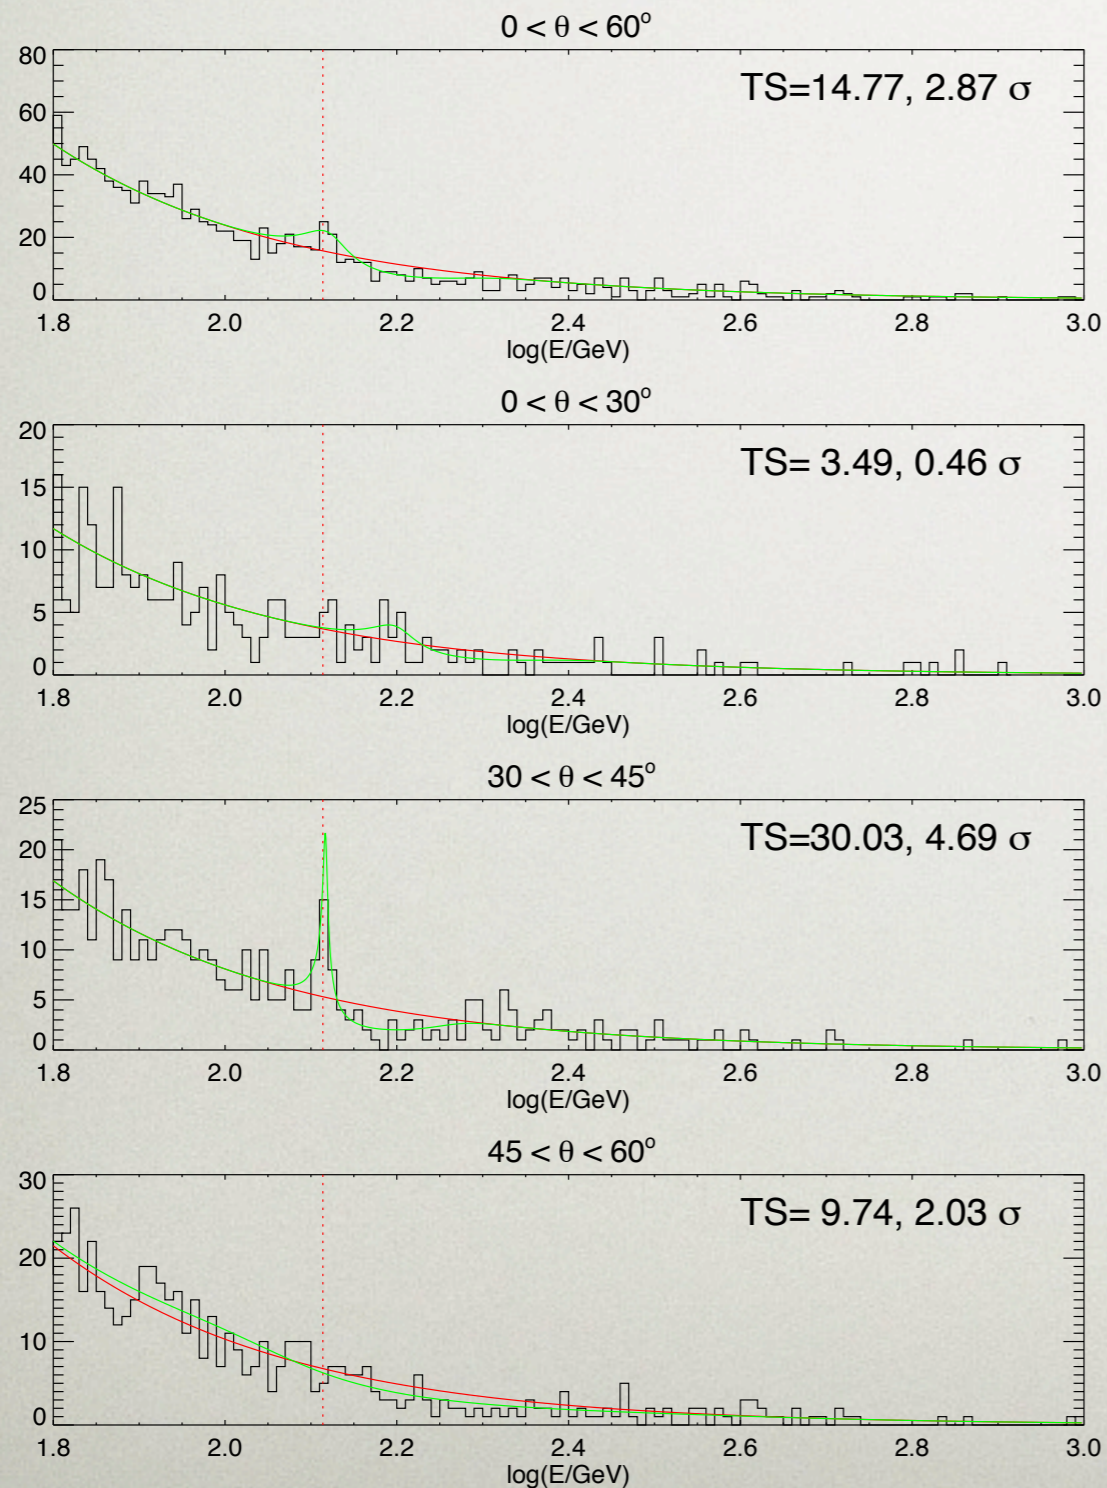 0 < θ < 60°
TS=14.77, 2.87 σ
80
60
40
20
0
1.8 2.0 2.2 2.4 2.6 2.8 3.0
log(E/GeV)
0 < θ < 30°
TS= 3.49, 0.46 σ
20
15
10
5
0
1.8 2.0 2.2 2.4 2.6 2.8 3.0
log(E/GeV)
30 < θ < 45°
TS=30.03, 4.69 σ
25
20
15
10
5
0
1.8 2.0 2.2 2.4 2.6 2.8 3.0
log(E/GeV)
45 < θ < 60°
TS= 9.74, 2.03 σ
30
20
10
0
1.8 2.0 2.2 2.4 2.6 2.8 3.0
log(E/GeV)